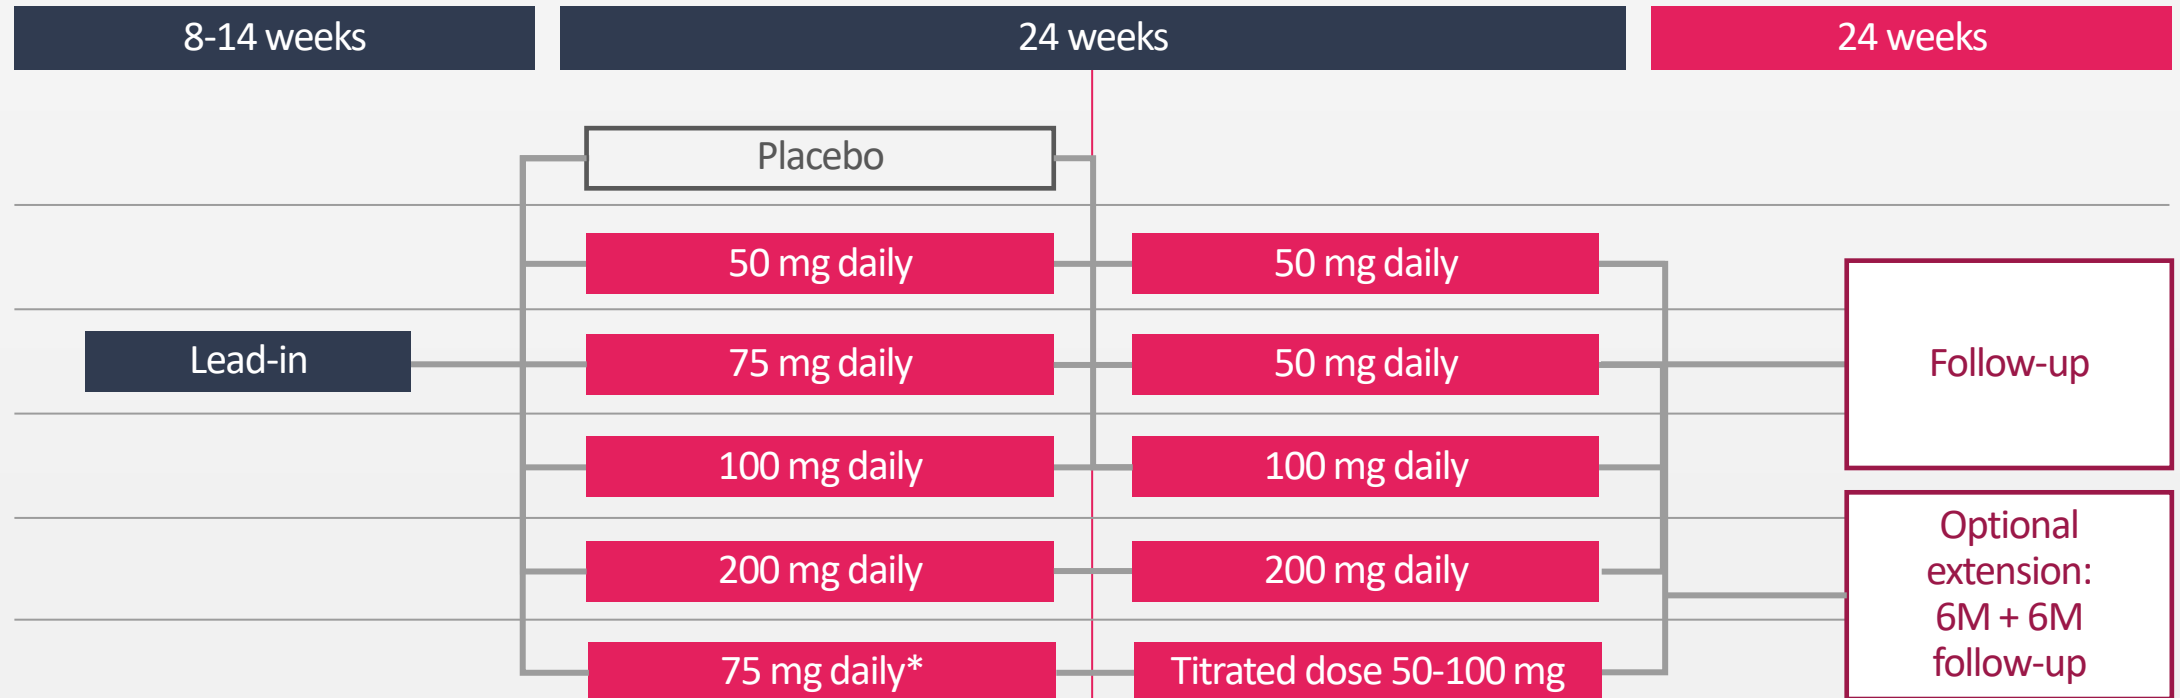 8-14 weeks
24 weeks
24 weeks
Placebo
50 mg daily
50 mg daily
Lead-in
75 mg daily
50 mg daily
Follow-up
100 mg daily
100 mg daily
200 mg daily
200 mg daily
Optional
extension:
6M + 6M
follow-up
75 mg daily*
Titrated dose 50-100 mg